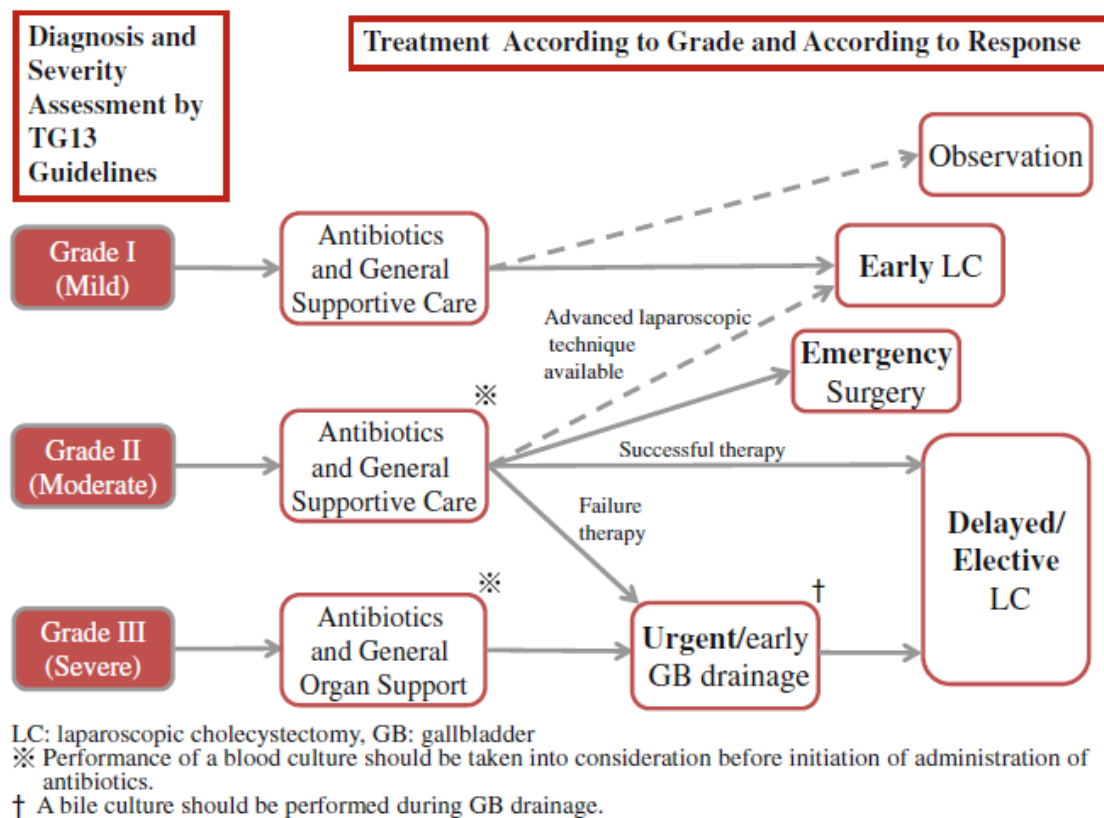 Diagnosis and
Severity
Assessment by
TG13
Guidelines
Treatment According to Grade and According to Response
Observation
Grade I
(Mild)
Antibiotics
and General
Supportive Care
Early LC
Advanced laparoscopic
technique
available
Emergency
Surgery
※
Grade II
(Moderate)
Antibiotics
and General
Supportive Care
Successful therapy
Failure
therapy
Delayed/
Elective
LC
※
Grade III
(Severe)
Antibiotics
and General
Organ Support
†
Urgent/early
GB drainage
LC: laparoscopic cholecystectomy, GB: gallbladder
※ Performance of a blood culture should be taken into consideration before initiation of administration of
antibiotics.
† A bile culture should be performed during GB drainage.